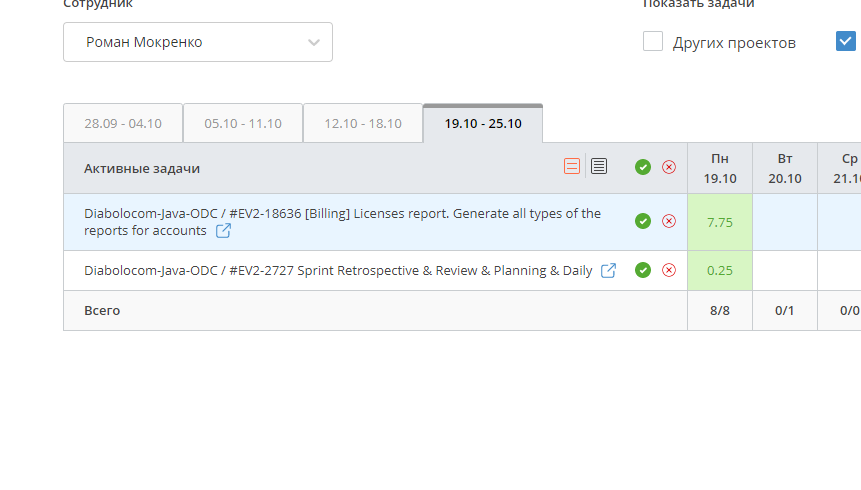 Сотрудник
Показать задачи
Роман Мокренко
Других проектов
28.09 - 04.10
05.10 - 11.10
12.10 - 18.10
19.10 - 25.10
Активные задачи
Пн
19.10
Вт
20.10
Ср
21.10
Diabolocom-Java-ODC / #EV2-18636 [Billing] Licenses report. Generate all types of the
reports for accounts
7.75
Diabolocom-Java-ODC / #EV2-2727 Sprint Retrospective & Review & Planning & Daily
0.25
Всего
8/8
0/1
0/0